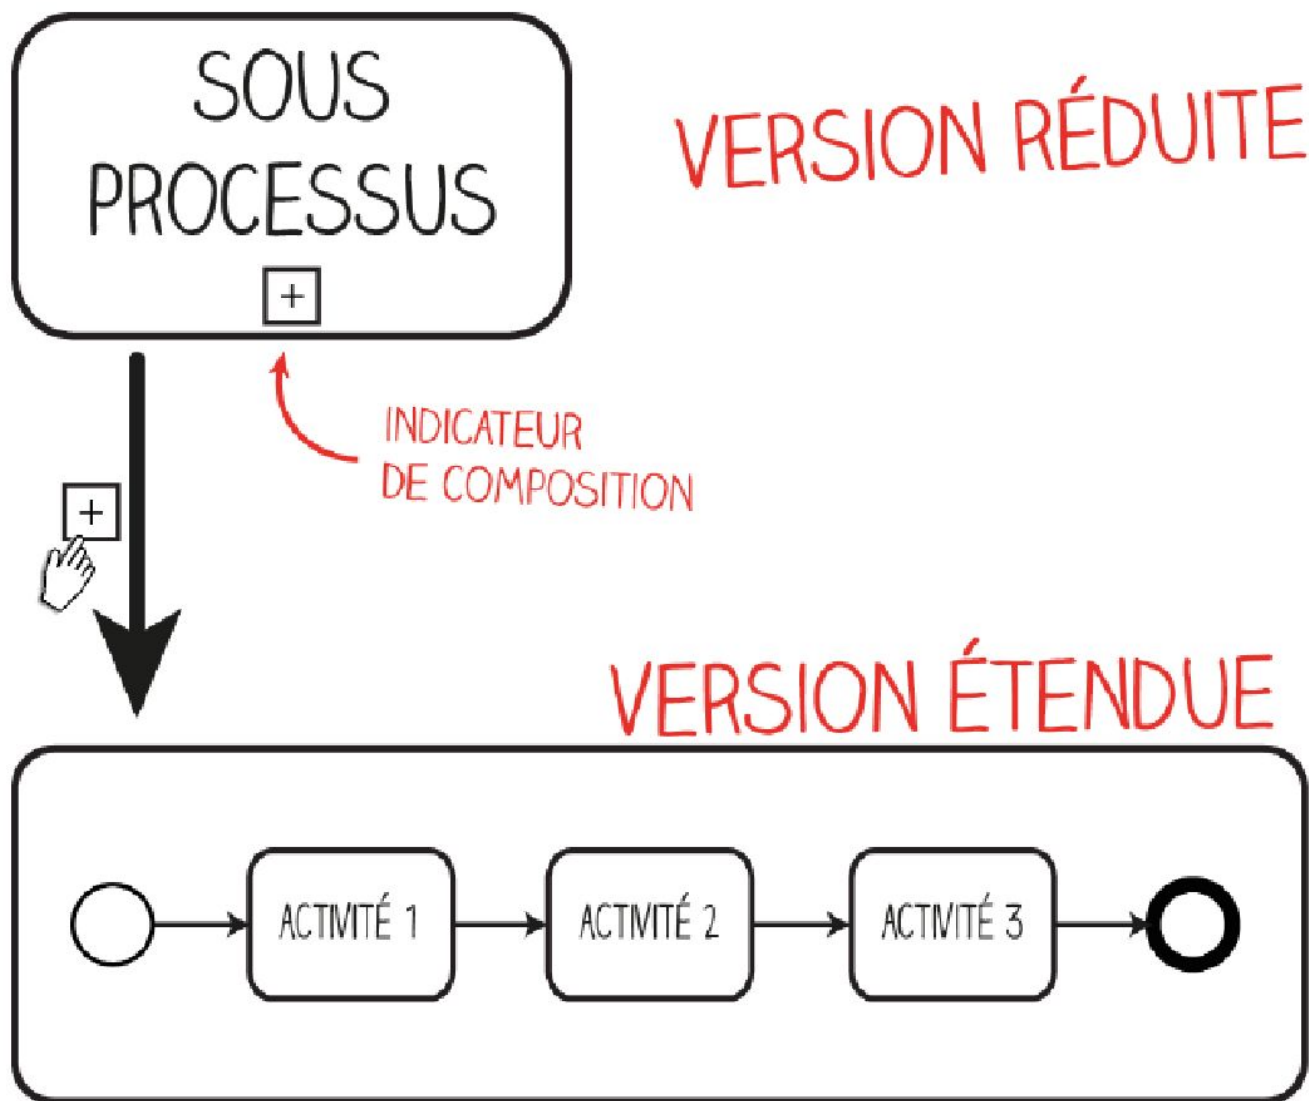 SOUS
PROCESSUS
+
VERSION RÉDUITE
INDICATEUR
DE COMPOSITION
+
VERSION ÉTENDUE
ACTIVITÉ 1
ACTIVITÉ 2
ACTIVITÉ 3